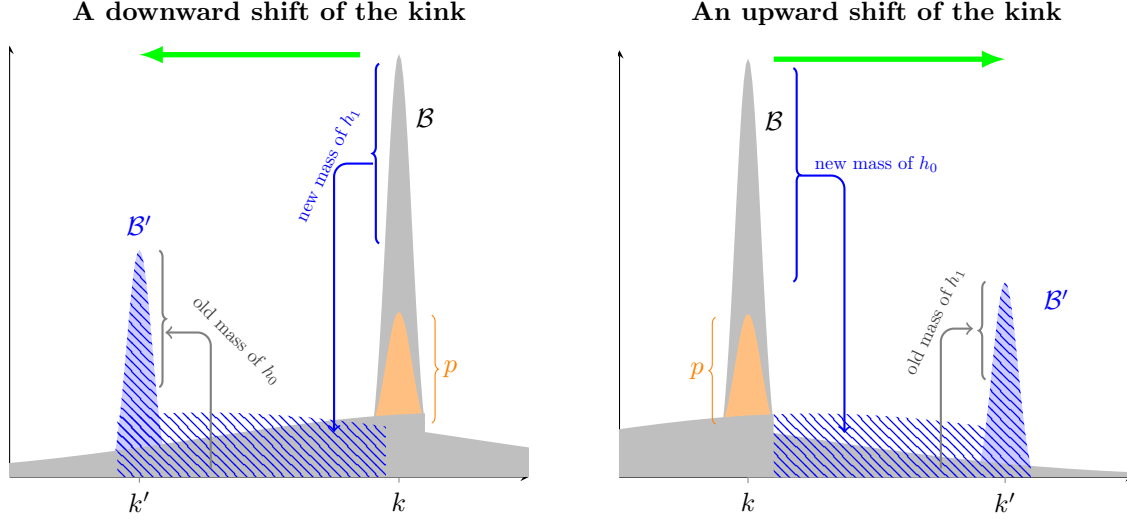 A downward shift of the kink
ℬ
new mass of h₁
ℬ′
old mass of h₀
p
k′
k
An upward shift of the kink
ℬ
new mass of h₀
old mass of h₁
ℬ′
p
k
k′